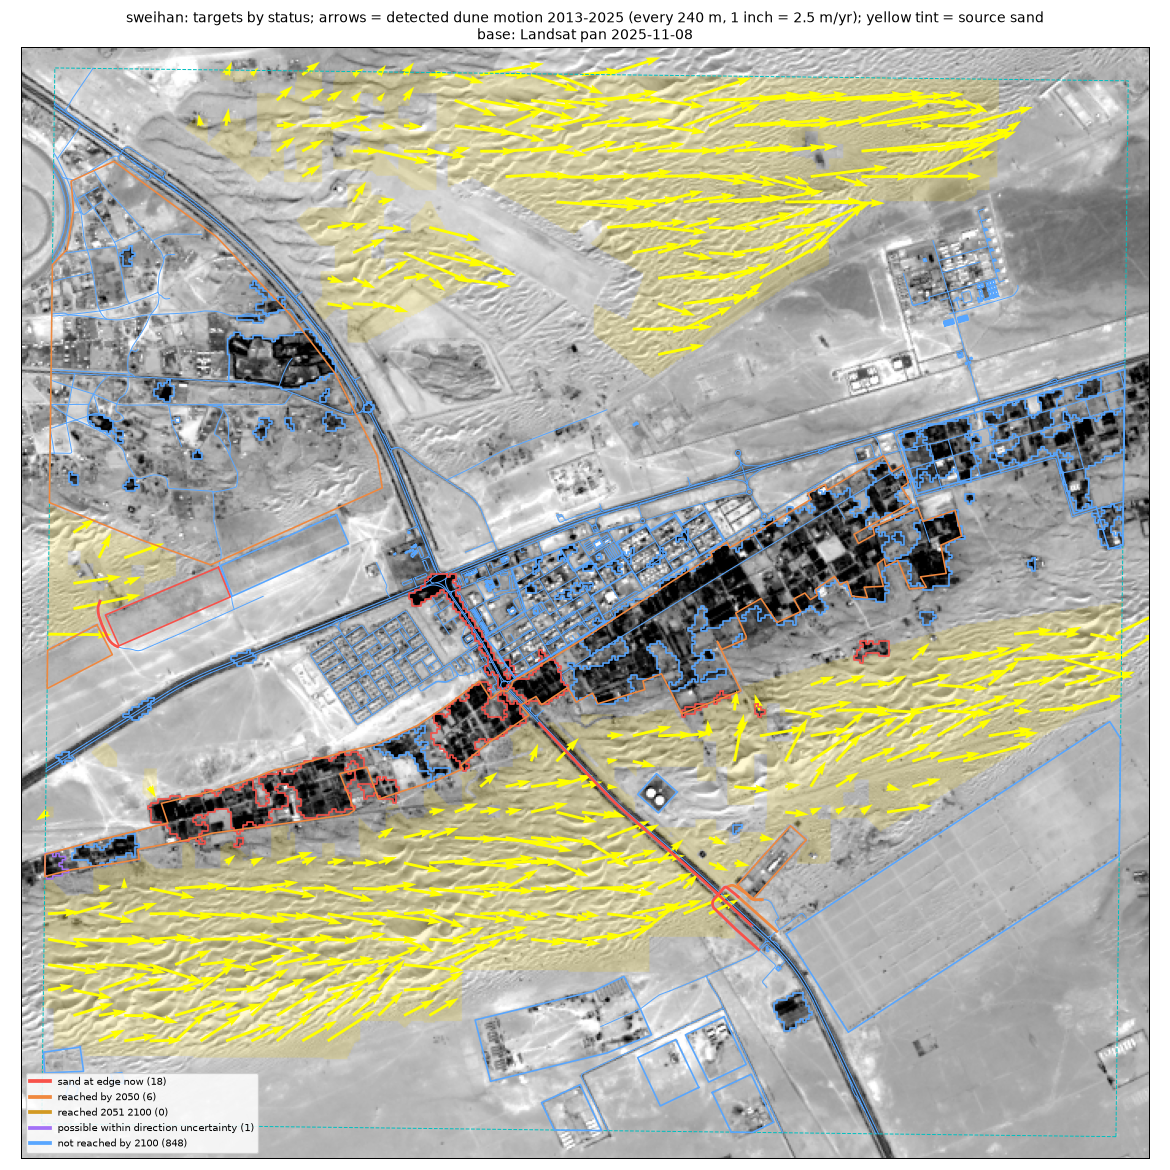 sweihan: targets by status; arrows = detected dune motion 2013-2025 (every 240 m, 1 inch = 2.5 m/yr); yellow tint = source sand
base: Landsat pan 2025-11-08
sand at edge now (18)
reached by 2050 (6)
reached 2051 2100 (0)
possible within direction uncertainty (1)
not reached by 2100 (848)